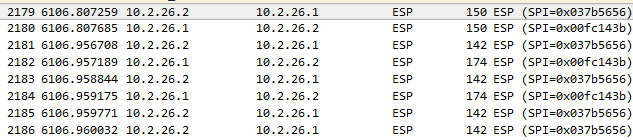 2179 6106.807259 10.2.26.2 10.2.26.1 ESP 150 ESP (SPI=0x037b5656)
2180 6106.807685 10.2.26.1 10.2.26.2 ESP 150 ESP (SPI=0x00fc143b)
2181 6106.956708 10.2.26.2 10.2.26.1 ESP 142 ESP (SPI=0x037b5656)
2182 6106.957189 10.2.26.1 10.2.26.2 ESP 174 ESP (SPI=0x00fc143b)
2183 6106.958844 10.2.26.2 10.2.26.1 ESP 142 ESP (SPI=0x037b5656)
2184 6106.959175 10.2.26.1 10.2.26.2 ESP 174 ESP (SPI=0x00fc143b)
2185 6106.959771 10.2.26.2 10.2.26.1 ESP 142 ESP (SPI=0x037b5656)
2186 6106.960032 10.2.26.2 10.2.26.1 ESP 142 ESP (SPI=0x037b5656)